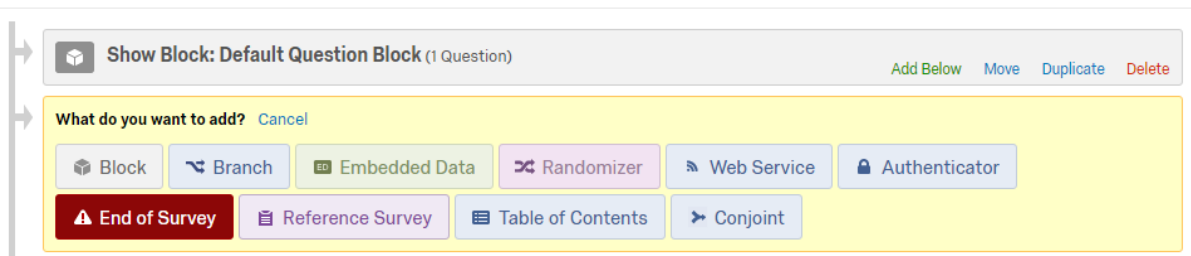 Show Block: Default Question Block (1 Question)
Add Below Move Duplicate Delete
What do you want to add? Cancel
Block Branch ED Embedded Data Randomizer Web Service Authenticator
End of Survey Reference Survey Table of Contents Conjoint